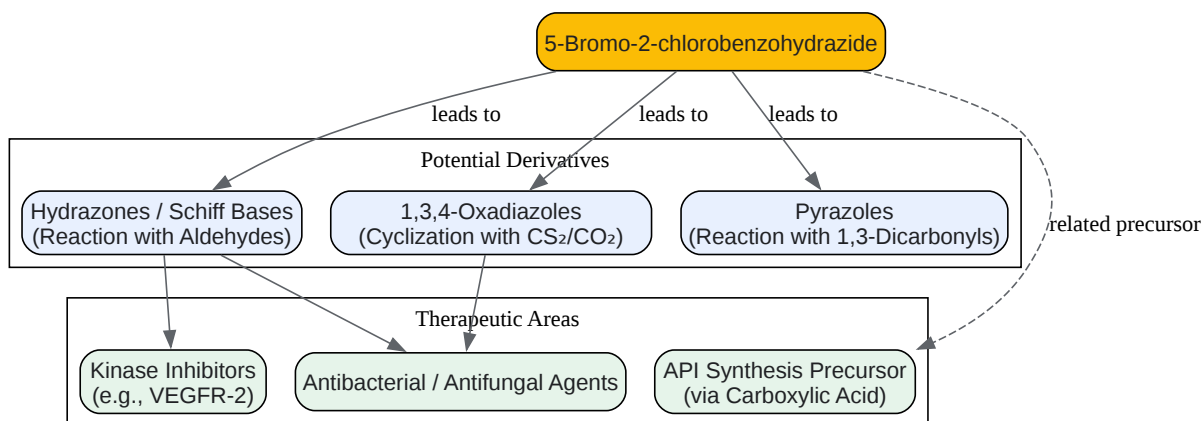 5-Bromo-2-chlorobenzohydrazide
leads to
leads to
leads to
Potential Derivatives
Hydrazones / Schiff Bases
(Reaction with Aldehydes)
1,3,4-Oxadiazoles
(Cyclization with CS₂/CO₂)
Pyrazoles
(Reaction with 1,3-Dicarbonyls)
related precursor
Therapeutic Areas
Kinase Inhibitors
(e.g., VEGFR-2)
Antibacterial / Antifungal Agents
API Synthesis Precursor
(via Carboxylic Acid)